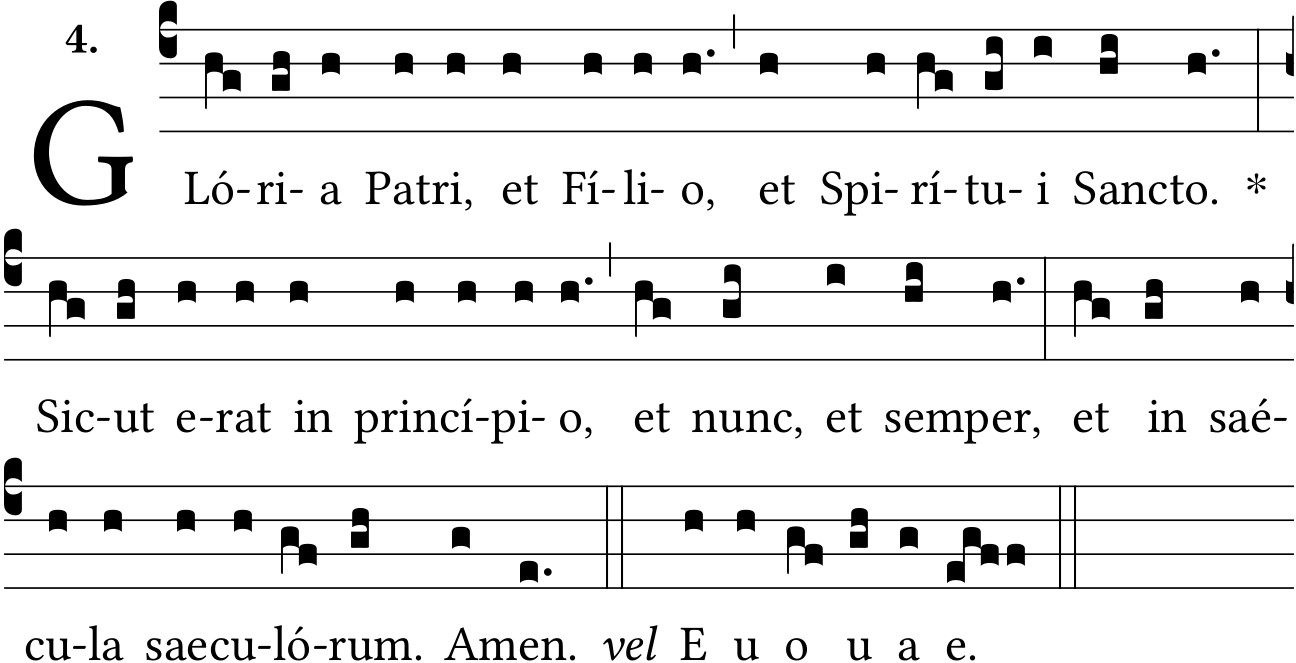 4.
GLó-ri- a Patri, et Fí-li- o, et Spi-rí-tu-i Sancto. *
Sic-ut e-rat in princí-pi-o, et nunc, et semper, et in saé-
cu-la saecu-ló-rum. Amen. vel E u o u a e.